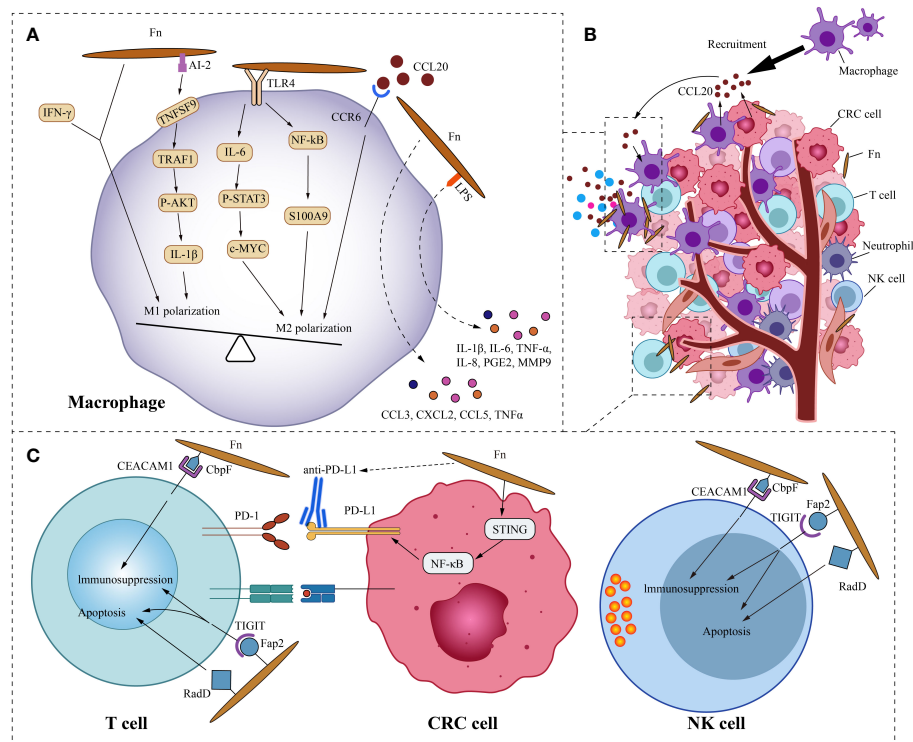 A
Fn
AI-2
TLR4
CCL20
CCR6
IFN-γ
TNFSF9
TRAF1
P-AKT
IL-1β
IL-6
P-STAT3
c-MYC
NF-kB
S100A9
Fn
LPS
M1 polarization
M2 polarization
IL-1β, IL-6, TNF-α,
IL-8, PGE2, MMP9
CCL3, CXCL2, CCL5, TNFα
Macrophage
B
Recruitment
Macrophage
CCL20
CRC cell
Fn
T cell
Neutrophil
NK cell
C
Fn
CEACAM1
CbpF
Immunosuppression
Apoptosis
TIGIT
Fap2
RadD
T cell
PD-1
anti-PD-L1
PD-L1
Fn
STING
NF-κB
CRC cell
Fn
CEACAM1
CbpF
TIGIT
Fap2
RadD
Immunosuppression
Apoptosis
NK cell